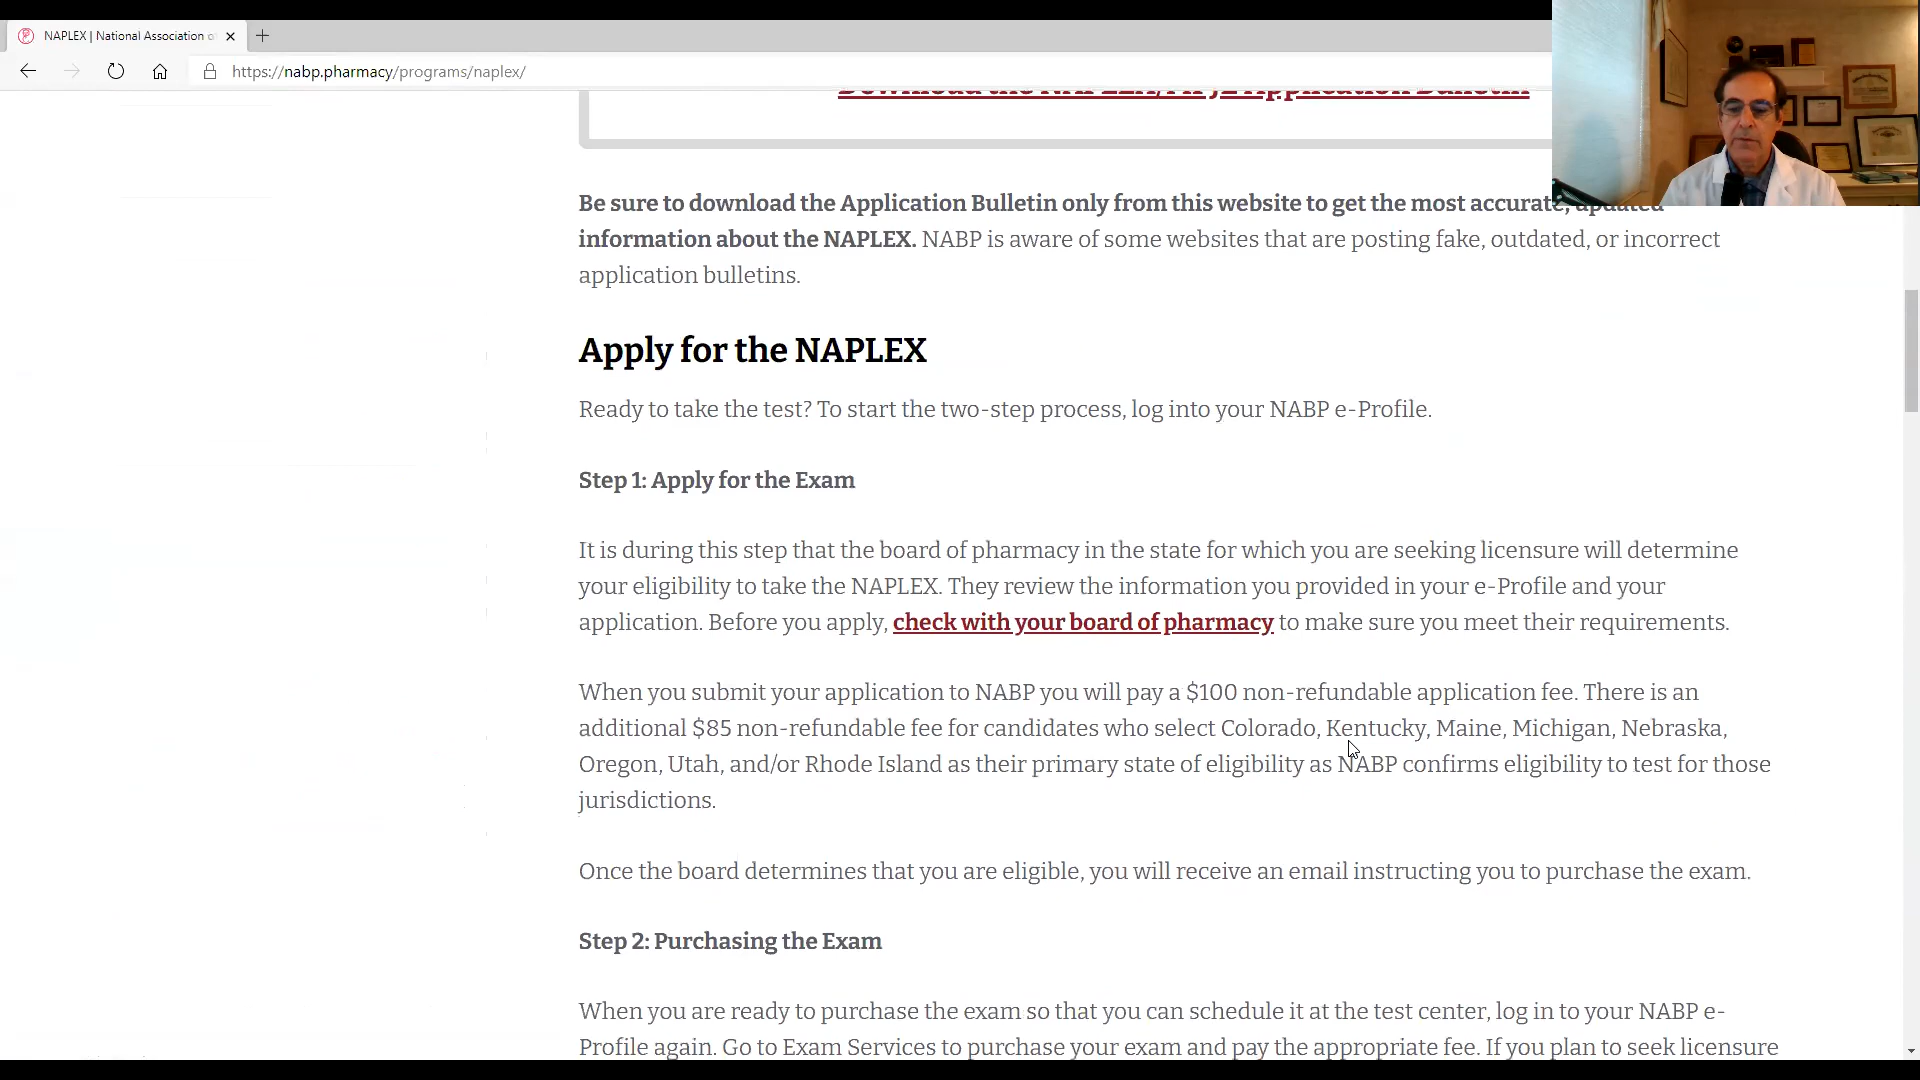 NAPLEX | National Association o
https://nabp.pharmacy/programs/naplex/
Download the NAPLEX/MPJE Application Bulletin
Be sure to download the Application Bulletin only from this website to get the most accurate, updated
information about the NAPLEX. NABP is aware of some websites that are posting fake, outdated, or incorrect
application bulletins.
Apply for the NAPLEX
Ready to take the test? To start the two-step process, log into your NABP e-Profile.
Step 1: Apply for the Exam
It is during this step that the board of pharmacy in the state for which you are seeking licensure will determine
your eligibility to take the NAPLEX. They review the information you provided in your e-Profile and your
application. Before you apply, check with your board of pharmacy to make sure you meet their requirements.
When you submit your application to NABP you will pay a $100 non-refundable application fee. There is an
additional $85 non-refundable fee for candidates who select Colorado, Kentucky, Maine, Michigan, Nebraska,
Oregon, Utah, and/or Rhode Island as their primary state of eligibility as NABP confirms eligibility to test for those
jurisdictions.
Once the board determines that you are eligible, you will receive an email instructing you to purchase the exam.
Step 2: Purchasing the Exam
When you are ready to purchase the exam so that you can schedule it at the test center, log in to your NABP e-
Profile again. Go to Exam Services to purchase your exam and pay the appropriate fee. If you plan to seek licensure